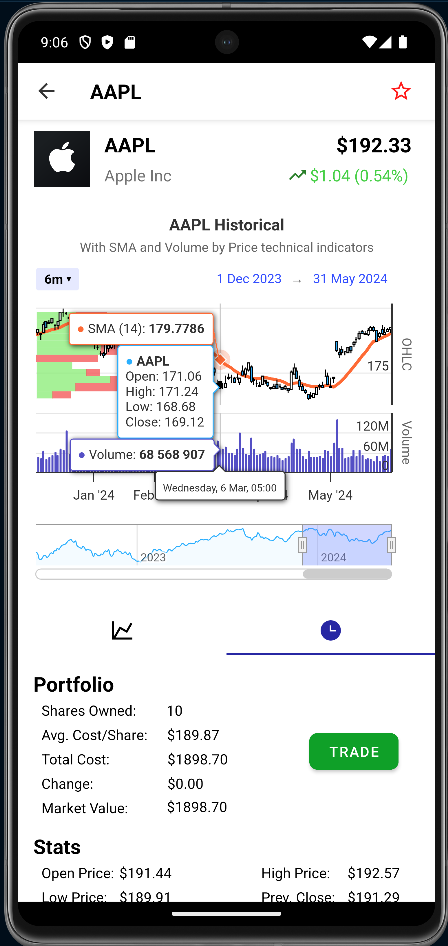 9:06
AAPL
AAPL $192.33
Apple Inc $1.04 (0.54%)
AAPL Historical
With SMA and Volume by Price technical indicators
6m ▾ 1 Dec 2023 → 31 May 2024
SMA (14): 179.7786
AAPL
Open: 171.06
High: 171.24
Low: 168.68
Close: 169.12
175
OHLC
Volume: 68 568 907
120M
60M
0
Volume
Wednesday, 6 Mar, 05:00
Jan '24 Feb May '24
2023 2024
Portfolio
Shares Owned: 10
Avg. Cost/Share: $189.87
Total Cost: $1898.70
Change: $0.00
Market Value: $1898.70
TRADE
Stats
Open Price: $191.44 High Price: $192.57
Low Price: $189.91 Prev. Close: $191.29